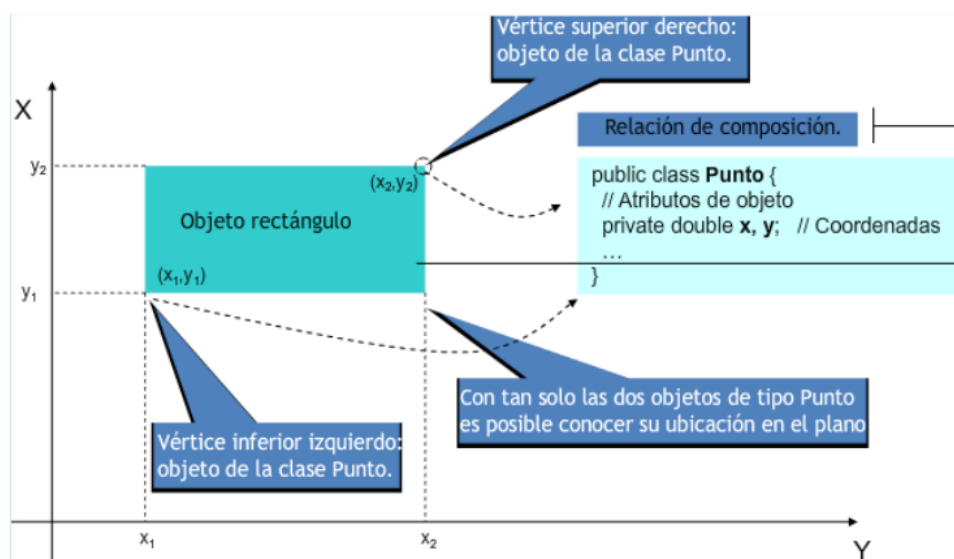 Vértice superior derecho:
objeto de la clase Punto.
X
Relación de composición.
y2
(x2,y2)
public class Punto {
// Atributos de objeto
private double x, y;   // Coordenadas
...
}
Objeto rectángulo
(x1,y1)
y1
Con tan solo las dos objetos de tipo Punto
es posible conocer su ubicación en el plano
Vértice inferior izquierdo:
objeto de la clase Punto.
x1
x2
Y